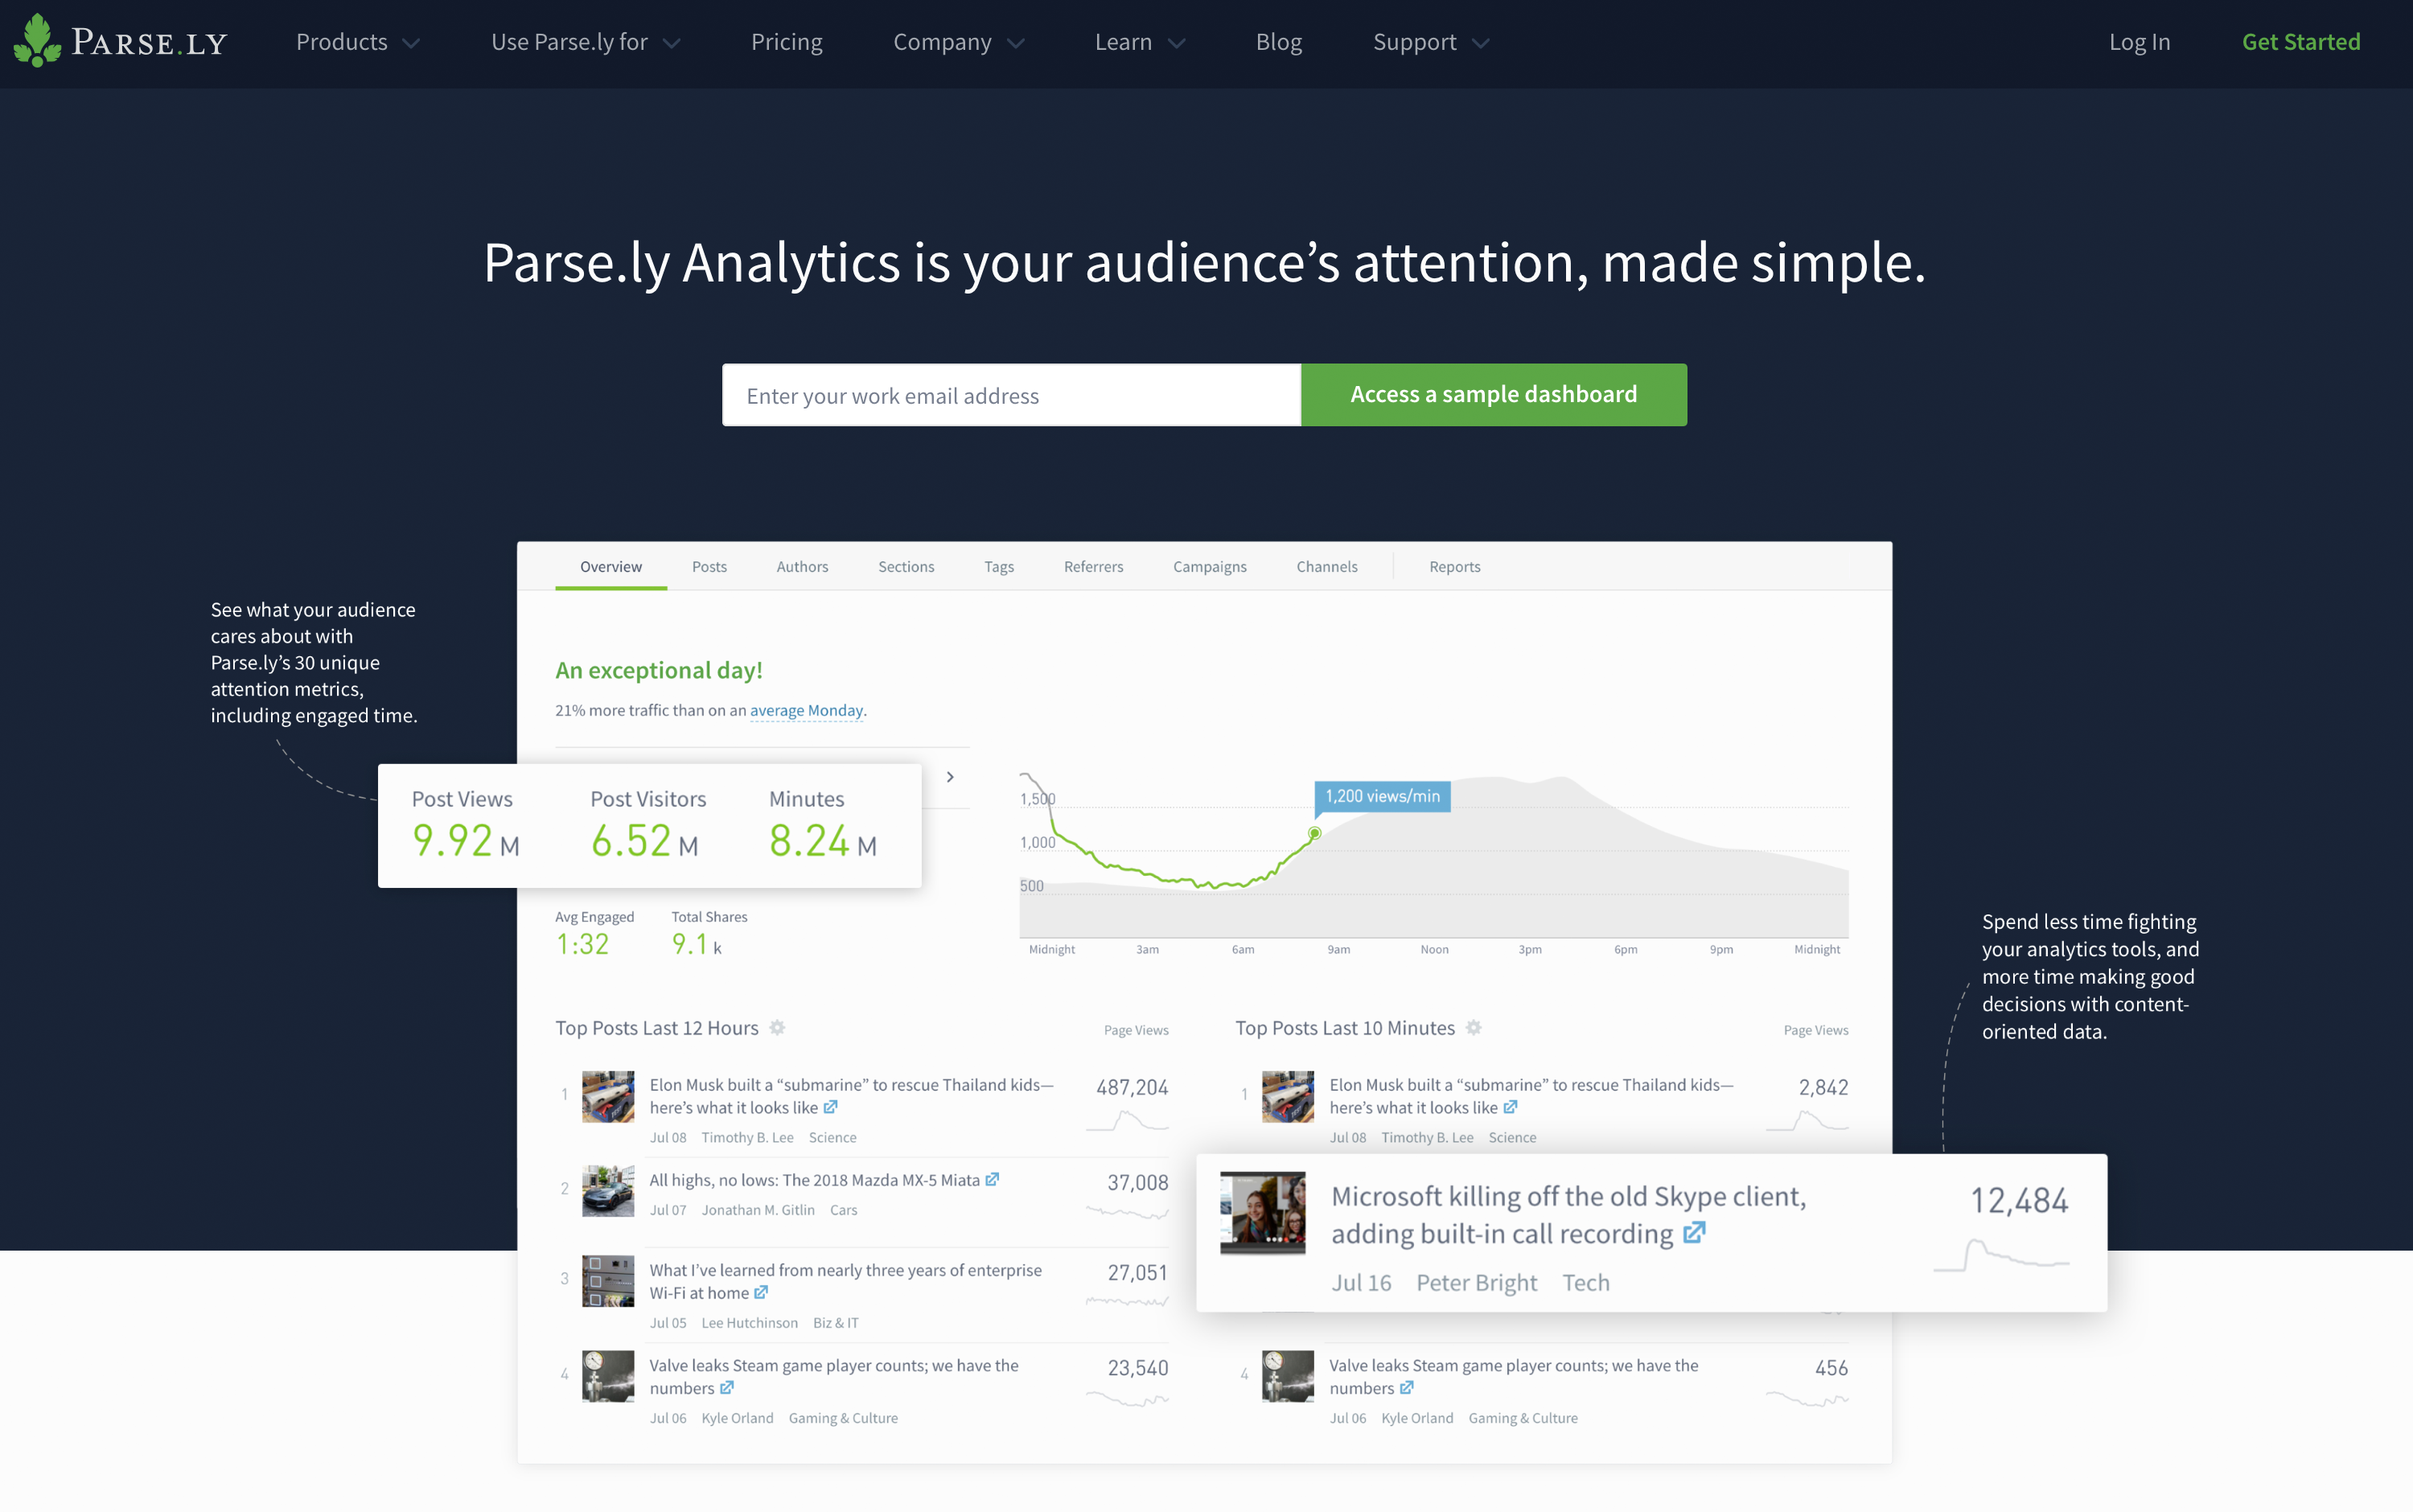 PARSE.LY
Products
Use Parse.ly for
Pricing
Company
Learn
Blog
Support
Log In
Get Started
Parse.ly Analytics is your audience’s attention, made simple.
Enter your work email address
Access a sample dashboard
Overview
Posts
Authors
Sections
Tags
Referrers
Campaigns
Channels
Reports
See what your audience
cares about with
Parse.ly’s 30 unique
attention metrics,
including engaged time.
An exceptional day!
21% more traffic than on an average Monday.
Post Views
9.92 M
Post Visitors
6.52 M
Minutes
8.24 M
Avg Engaged
1:32
Total Shares
9.1 k
1,500
1,000
500
1,200 views/min
Midnight
3am
6am
9am
Noon
3pm
6pm
9pm
Midnight
Spend less time fighting
your analytics tools, and
more time making good
decisions with content-
oriented data.
Top Posts Last 12 Hours
Page Views
1
Elon Musk built a “submarine” to rescue Thailand kids—
here’s what it looks like
487,204
Jul 08 Timothy B. Lee Science
2
All highs, no lows: The 2018 Mazda MX-5 Miata
37,008
Jul 07 Jonathan M. Gitlin Cars
3
What I’ve learned from nearly three years of enterprise
Wi-Fi at home
27,051
Jul 05 Lee Hutchinson Biz & IT
4
Valve leaks Steam game player counts; we have the
numbers
23,540
Jul 06 Kyle Orland Gaming & Culture
Top Posts Last 10 Minutes
Page Views
1
Elon Musk built a “submarine” to rescue Thailand kids—
here’s what it looks like
2,842
Jul 08 Timothy B. Lee Science
Microsoft killing off the old Skype client,
adding built-in call recording
12,484
Jul 16 Peter Bright Tech
4
Valve leaks Steam game player counts; we have the
numbers
456
Jul 06 Kyle Orland Gaming & Culture